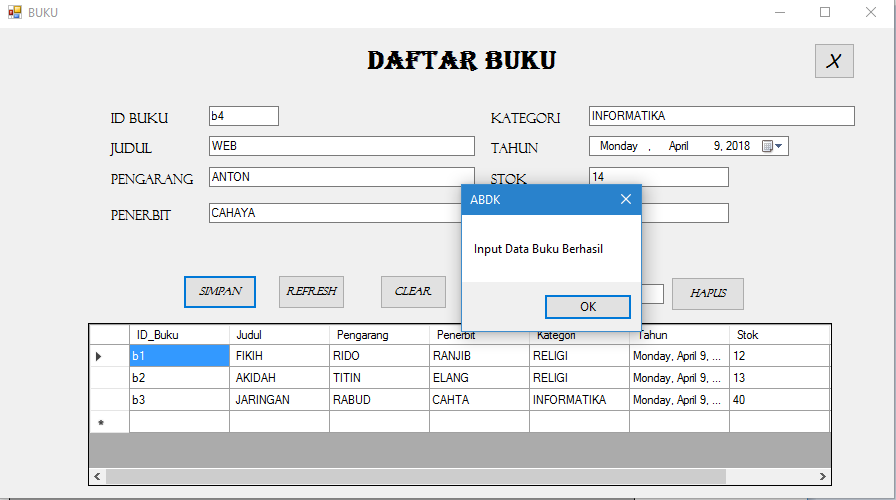 BUKU
DAFTAR BUKU
X
ID BUKU b4 KATEGORI INFORMATIKA
JUDUL WEB TAHUN Monday , April 9, 2018
PENGARANG ANTON STOK 14
PENERBIT CAHAYA
ABDK
Input Data Buku Berhasil
OK
SIMPAN REFRESH CLEAR HAPUS
ID_Buku Judul Pengarang Penerbit Kategori Tahun Stok
b1 FIKIH RIDO RANJIB RELIGI Monday, April 9, ... 12
b2 AKIDAH TITIN ELANG RELIGI Monday, April 9, ... 13
b3 JARINGAN RABUD CAHTA INFORMATIKA Monday, April 9, ... 40